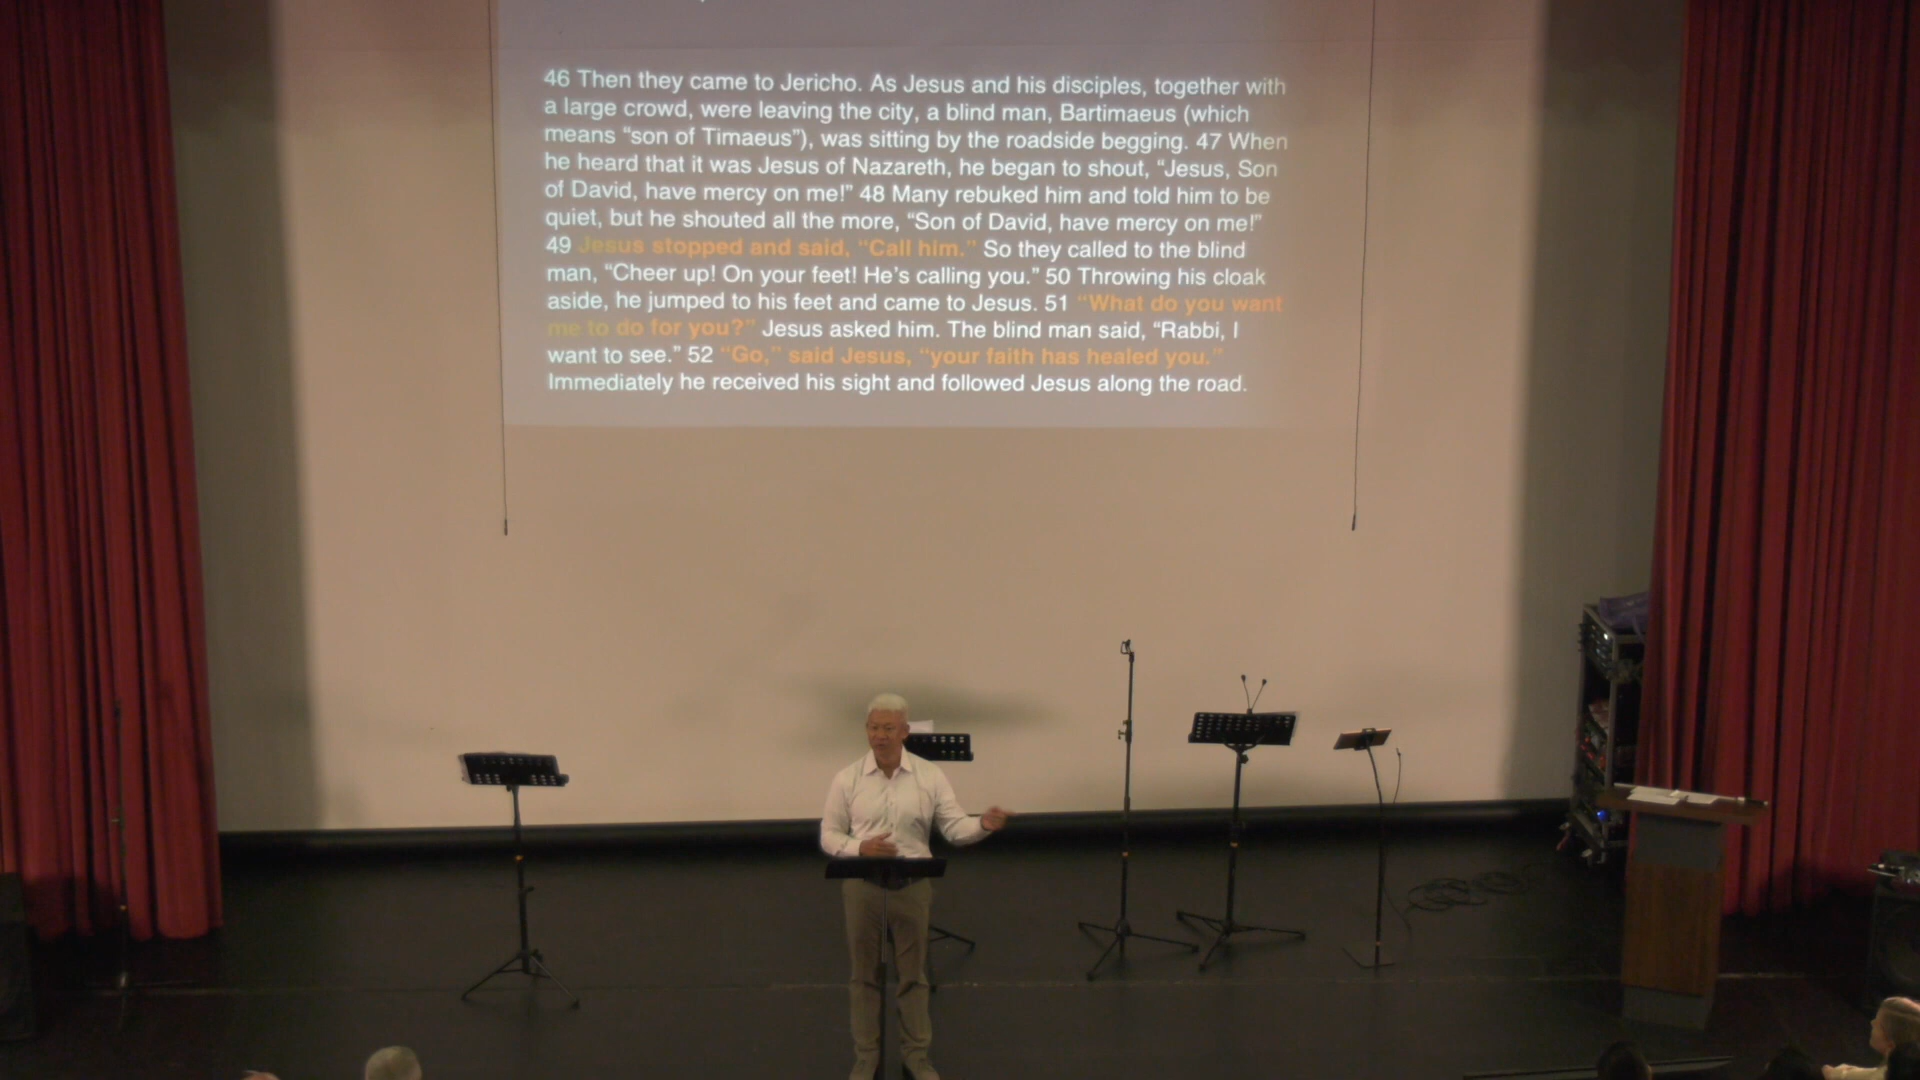 46 Then they came to Jericho. As Jesus and his disciples, together with
a large crowd, were leaving the city, a blind man, Bartimaeus (which
means “son of Timaeus”), was sitting by the roadside begging. 47 When
he heard that it was Jesus of Nazareth, he began to shout, “Jesus, Son
of David, have mercy on me!” 48 Many rebuked him and told him to be
quiet, but he shouted all the more, “Son of David, have mercy on me!”
49 Jesus stopped and said, “Call him.” So they called to the blind
man, “Cheer up! On your feet! He’s calling you.” 50 Throwing his cloak
aside, he jumped to his feet and came to Jesus. 51 “What do you want
me to do for you?” Jesus asked him. The blind man said, “Rabbi, I
want to see.” 52 “Go,” said Jesus, “your faith has healed you.”
Immediately he received his sight and followed Jesus along the road.